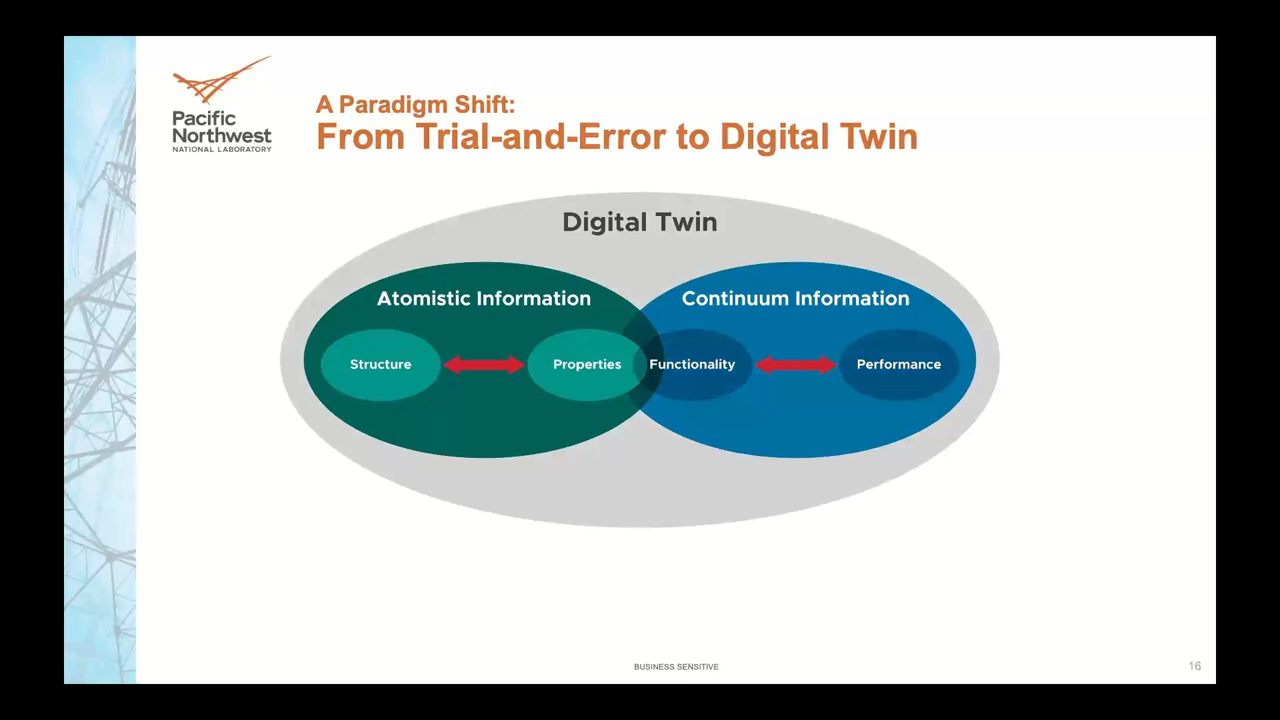 Pacific
Northwest
NATIONAL LABORATORY
A Paradigm Shift:
From Trial-and-Error to Digital Twin
Digital Twin
Atomistic Information
Continuum Information
Structure
Properties
Functionality
Performance
BUSINESS SENSITIVE
16